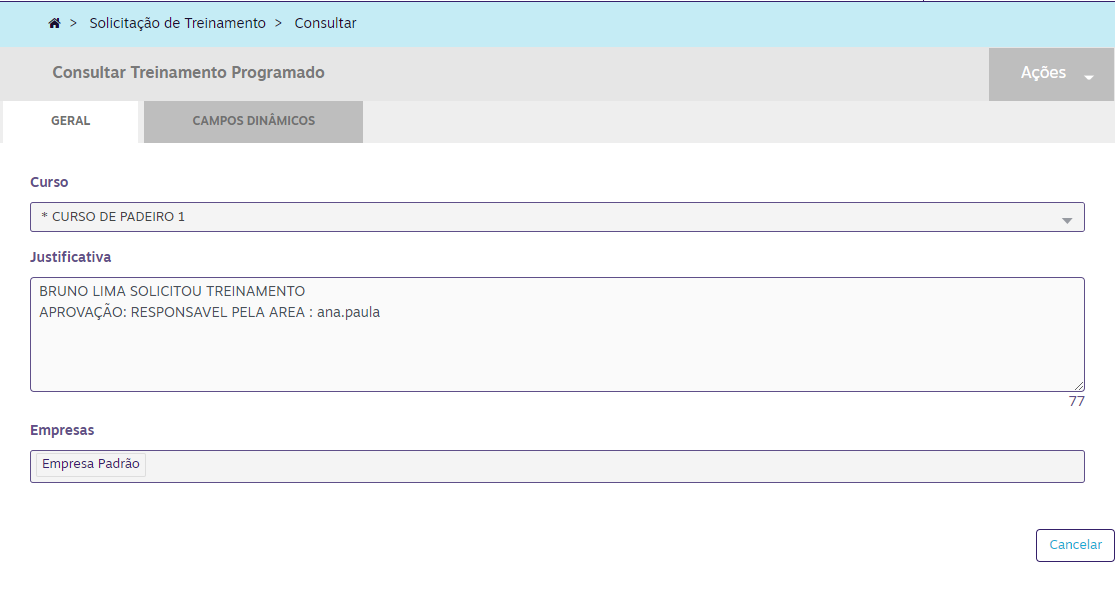 > Solicitação de Treinamento > Consultar
Consultar Treinamento Programado
Ações
GERAL
CAMPOS DINÂMICOS
Curso
* CURSO DE PADEIRO 1
Justificativa
BRUNO LIMA SOLICITOU TREINAMENTO
APROVAÇÃO: RESPONSAVEL PELA AREA : ana.paula
77
Empresas
Empresa Padrão
Cancelar